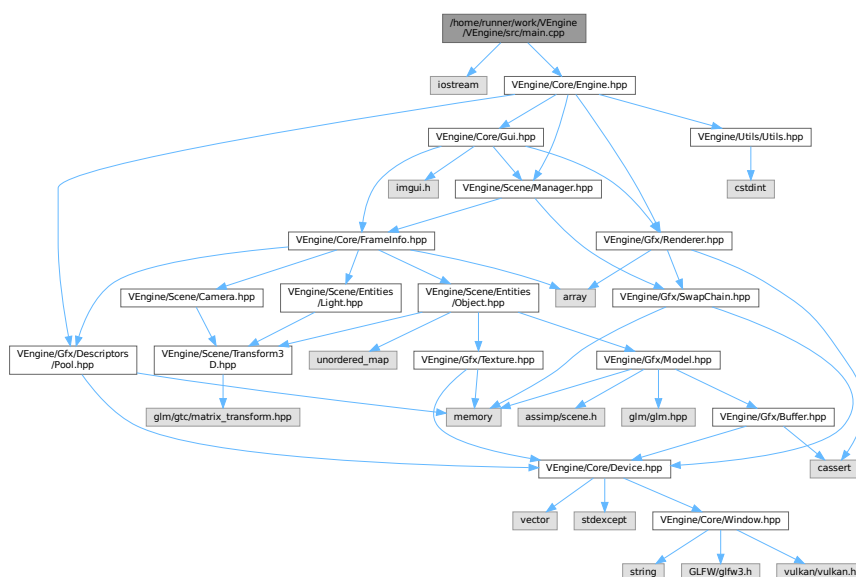 /home/runner/work/VEngine
/VEngine/src/main.cpp
iostream
VEngine/Core/Engine.hpp
VEngine/Core/Gui.hpp
VEngine/Utils/Utils.hpp
imgui.h
VEngine/Scene/Manager.hpp
cstdint
VEngine/Core/FrameInfo.hpp
VEngine/Gfx/Renderer.hpp
VEngine/Scene/Camera.hpp
VEngine/Scene/Entities
/Light.hpp
VEngine/Scene/Entities
/Object.hpp
array
VEngine/Gfx/SwapChain.hpp
VEngine/Gfx/Descriptors
/Pool.hpp
VEngine/Scene/Transform3
D.hpp
unordered_map
VEngine/Gfx/Texture.hpp
VEngine/Gfx/Model.hpp
glm/gtc/matrix_transform.hpp
memory
assimp/scene.h
glm/glm.hpp
VEngine/Gfx/Buffer.hpp
VEngine/Core/Device.hpp
cassert
vector
stdexcept
VEngine/Core/Window.hpp
string
GLFW/glfw3.h
vulkan/vulkan.h